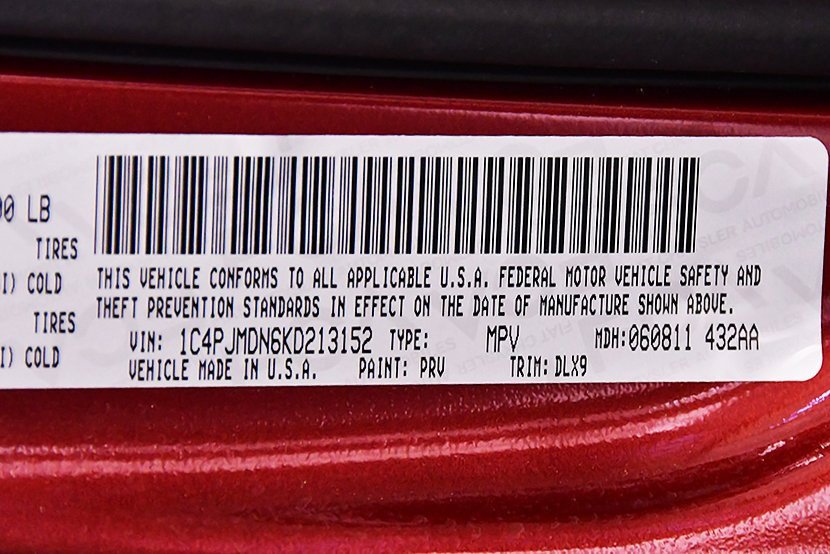 00 LB
TIRES
THIS VEHICLE CONFORMS TO ALL APPLICABLE U.S.A. FEDERAL MOTOR VEHICLE SAFETY AND
I) COLD
THEFT PREVENTION STANDARDS IN EFFECT ON THE DATE OF MANUFACTURE SHOWN ABOVE.
TIRES
VIN: 1C4PJMDN6KD213152 TYPE: MPV MDH:060811 432AA
I) COLD
VEHICLE MADE IN U.S.A. PAINT: PRV TRIM: DLX9